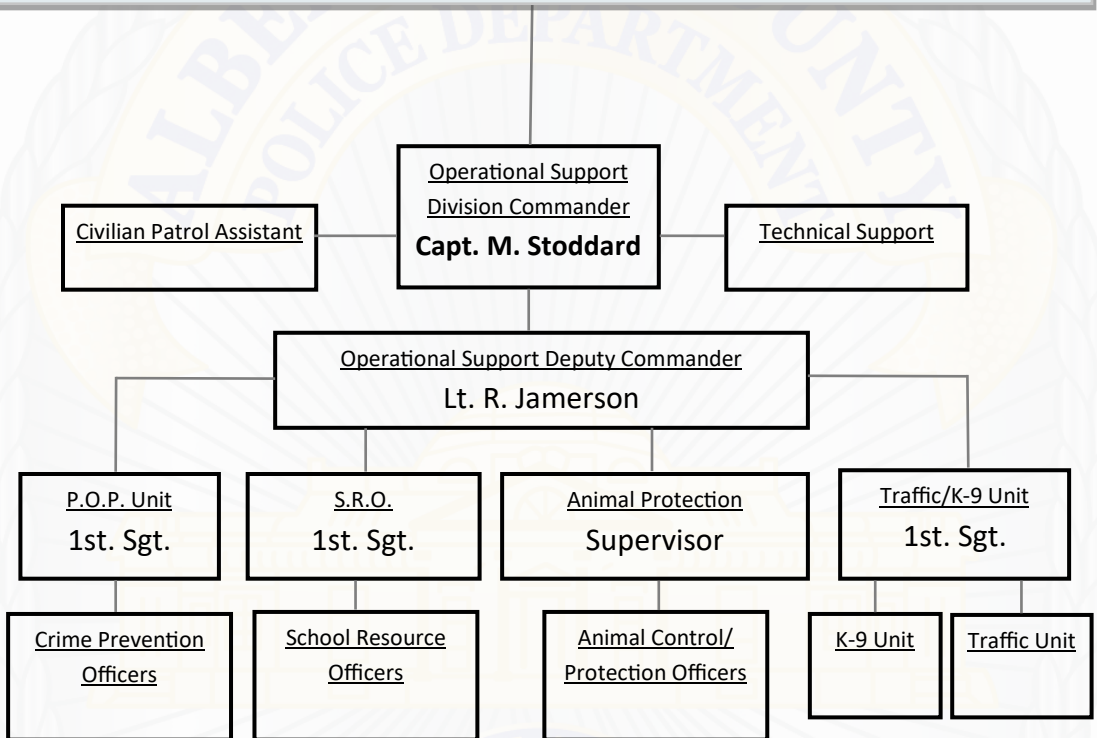 POLICE DEPARTMENT
Operational Support
Division Commander
Capt. M. Stoddard
Civilian Patrol Assistant
Technical Support
Operational Support Deputy Commander
Lt. R. Jamerson
P.O.P. Unit
1st. Sgt.
S.R.O.
1st. Sgt.
Animal Protection
Supervisor
Traffic/K-9 Unit
1st. Sgt.
Crime Prevention
Officers
School Resource
Officers
Animal Control/
Protection Officers
K-9 Unit
Traffic Unit